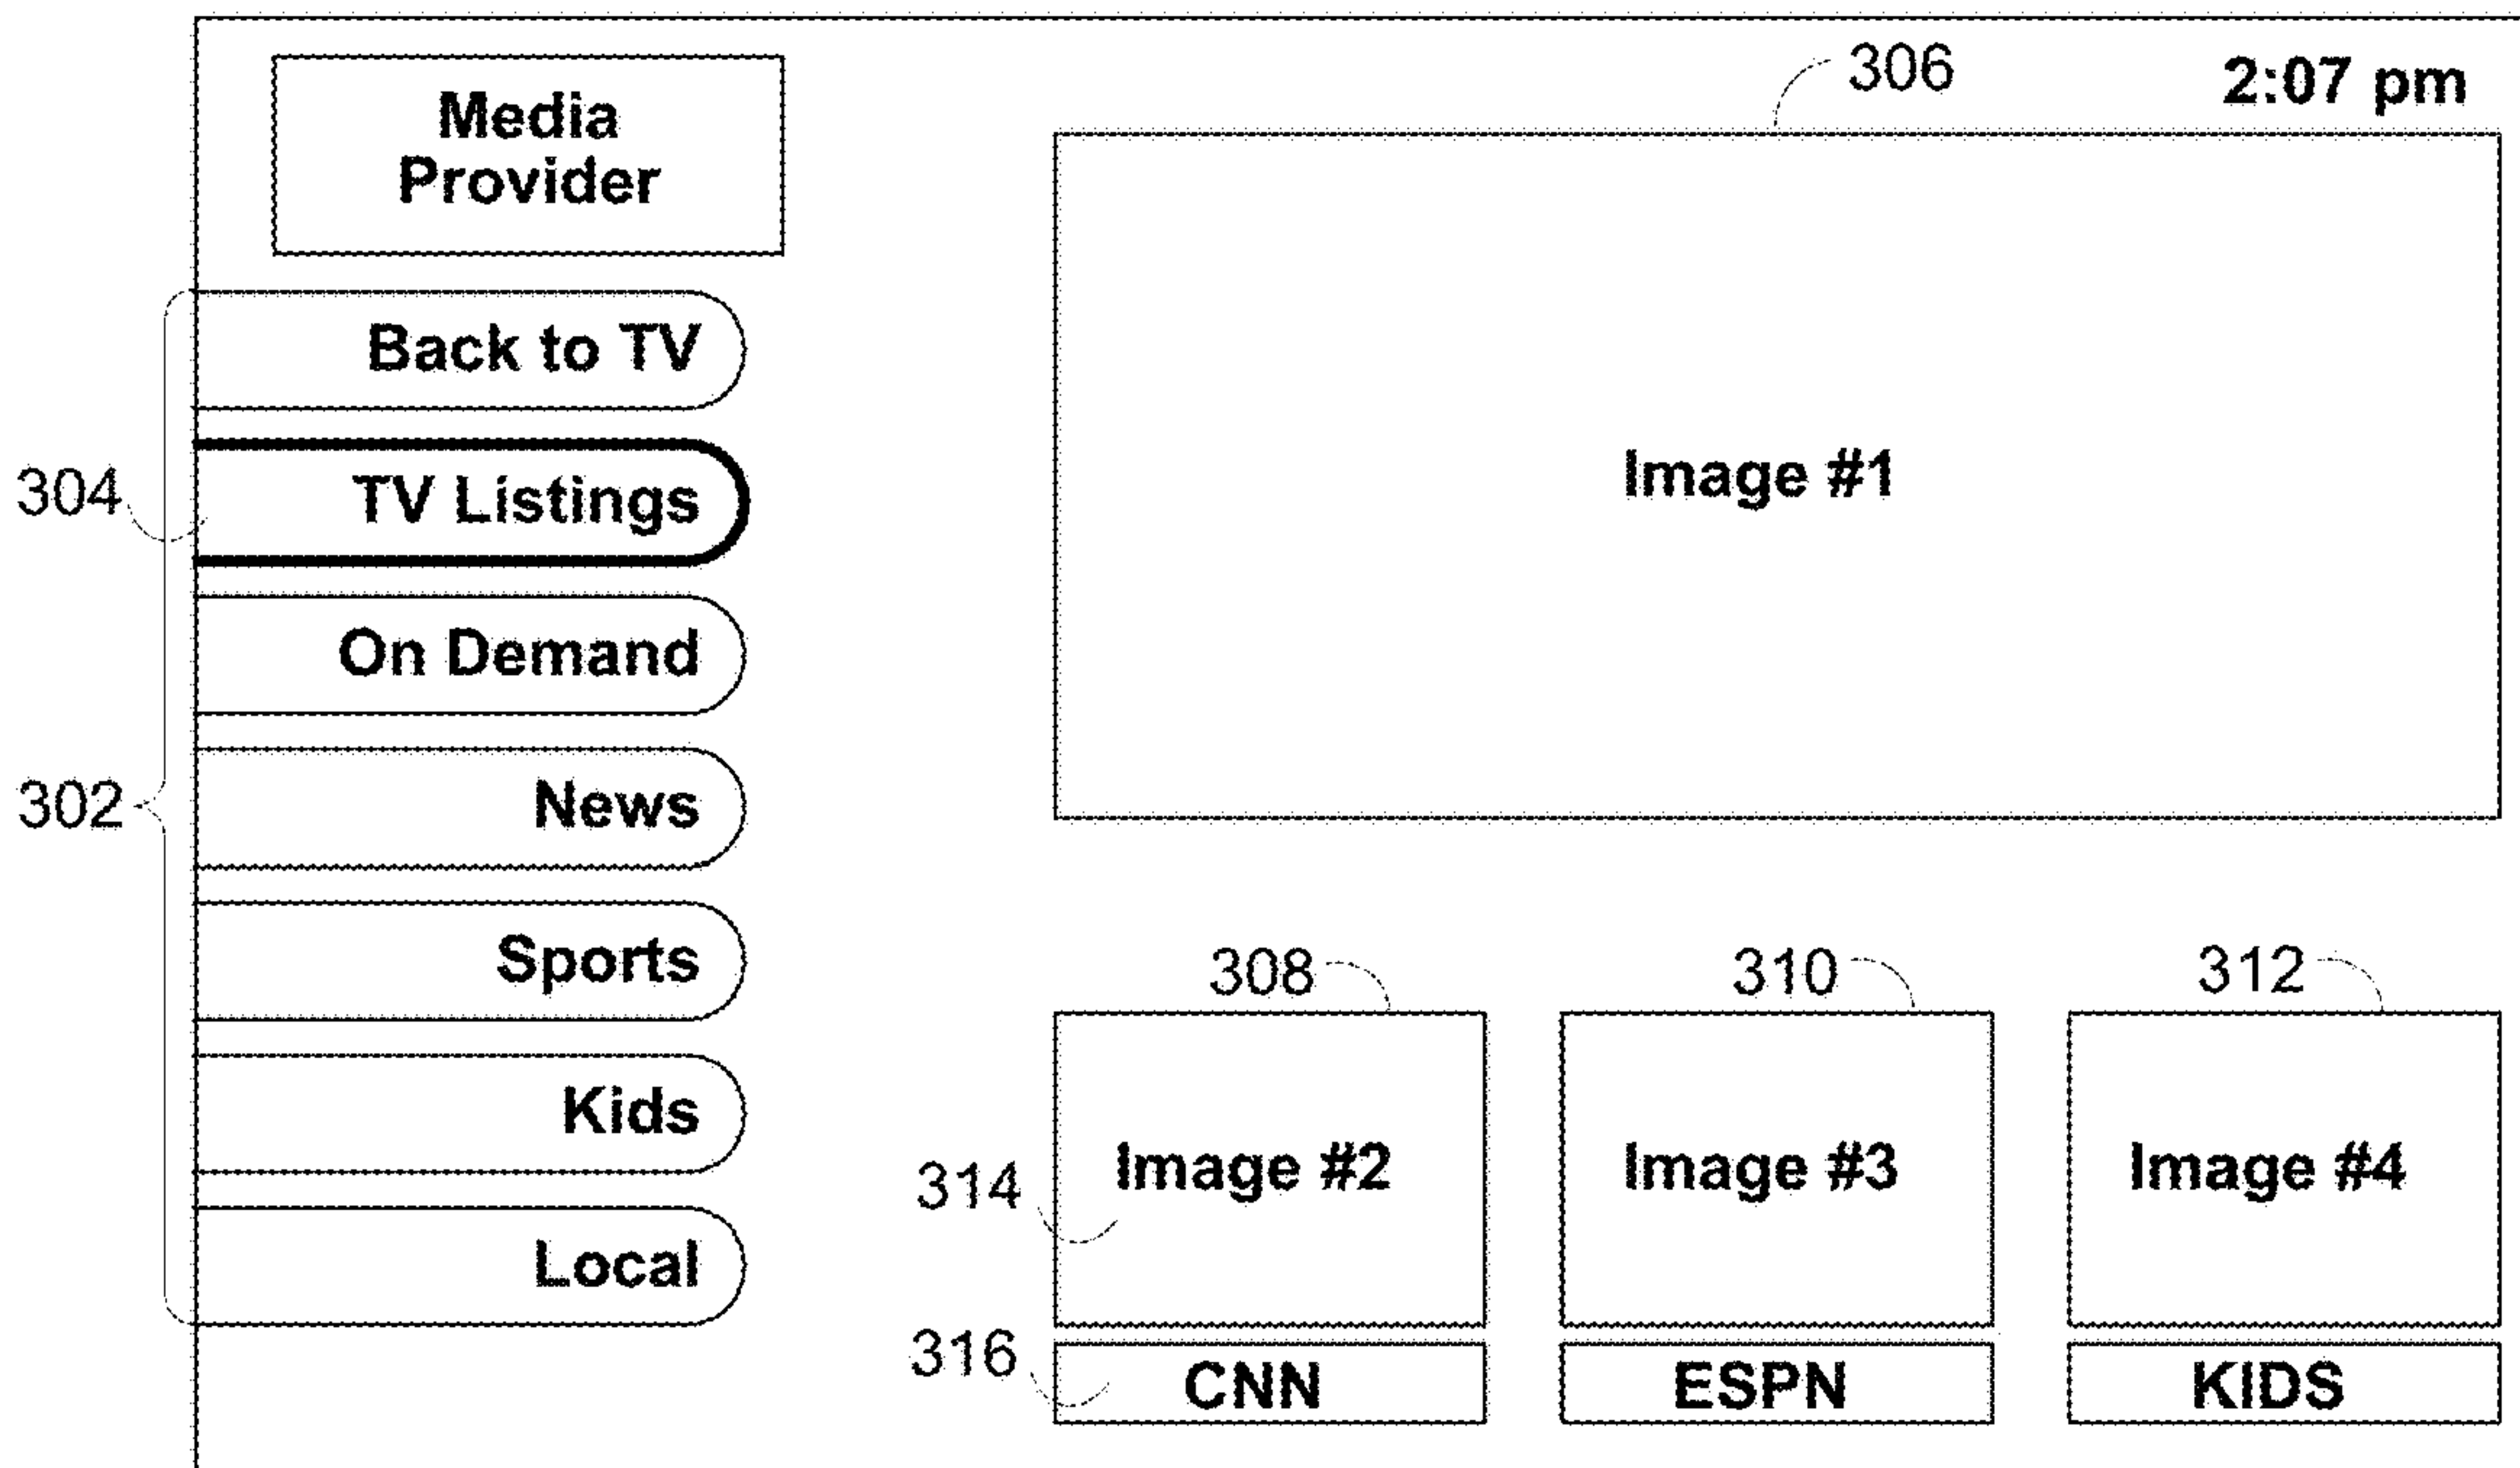 306
2:07 pm
Media
Provider
Back to TV
304
TV Listings
Image #1
On Demand
302
News
Sports
308
310
312
Kids
314
Image #2
Image #3
Image #4
Local
316
CNN
ESPN
KIDS